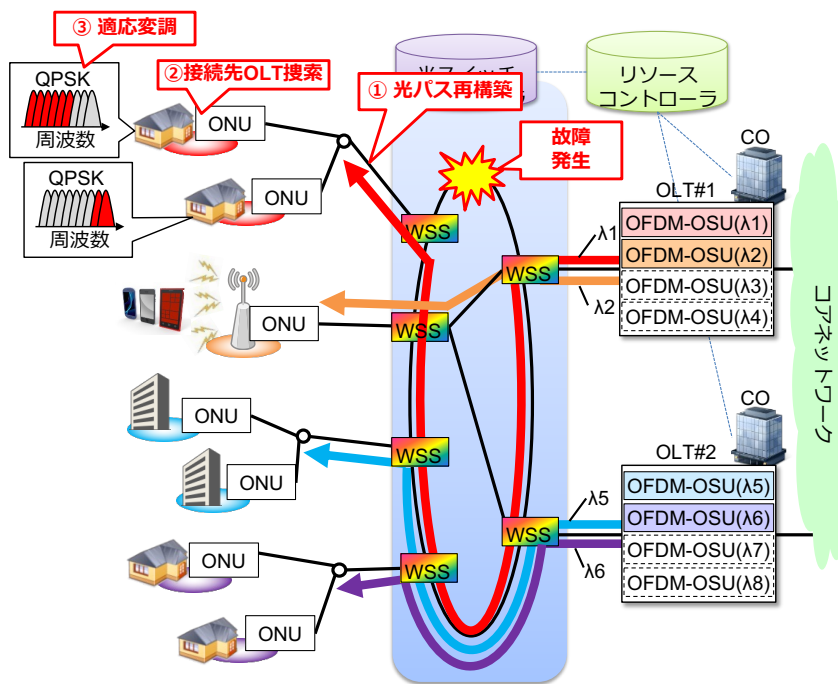 ③ 適応変調
QPSK
周波数
②接続先OLT捜索
ONU
① 光パス再構築
リソース
コントローラ
故障
発生
CO
QPSK
周波数
ONU
WSS
OLT#1
OFDM-OSU(λ1)
OFDM-OSU(λ2)
OFDM-OSU(λ3)
OFDM-OSU(λ4)
λ1
λ2
WSS
ONU
WSS
コアネットワーク
ONU
ONU
WSS
CO
OLT#2
OFDM-OSU(λ5)
OFDM-OSU(λ6)
OFDM-OSU(λ7)
OFDM-OSU(λ8)
λ5
λ6
WSS
ONU
WSS
ONU